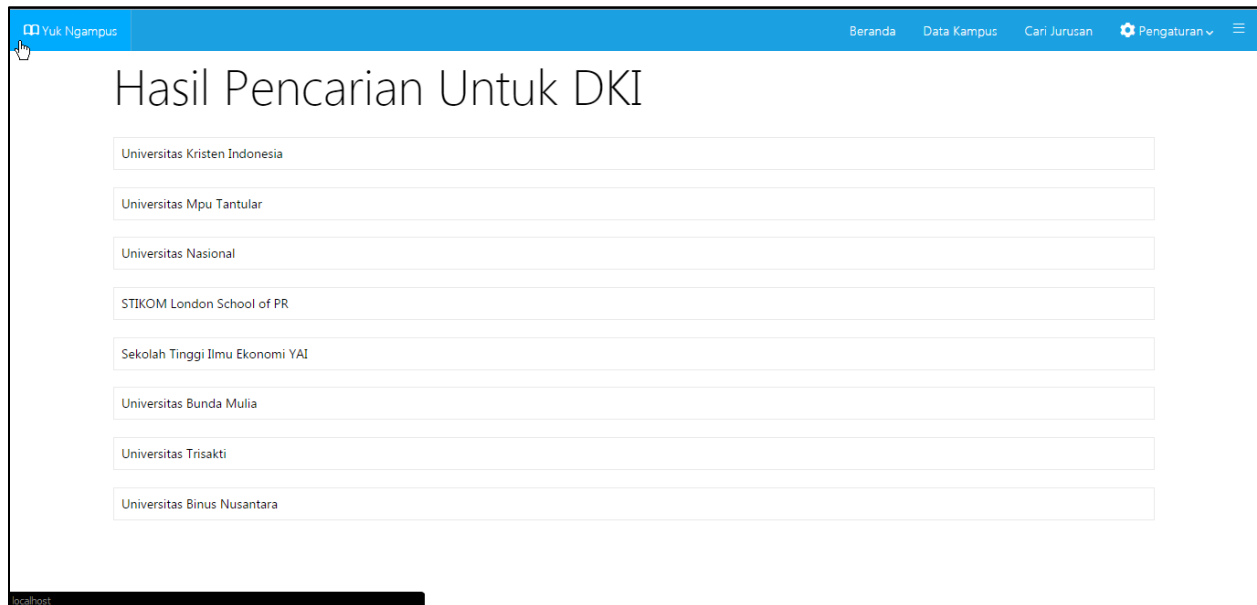 Yuk Ngampus
Beranda
Data Kampus
Cari Jurusan
Pengaturan
Hasil Pencarian Untuk DKI
Universitas Kristen Indonesia
Universitas Mpu Tantular
Universitas Nasional
STIKOM London School of PR
Sekolah Tinggi Ilmu Ekonomi YAI
Universitas Bunda Mulia
Universitas Trisakti
Universitas Binus Nusantara
localhost